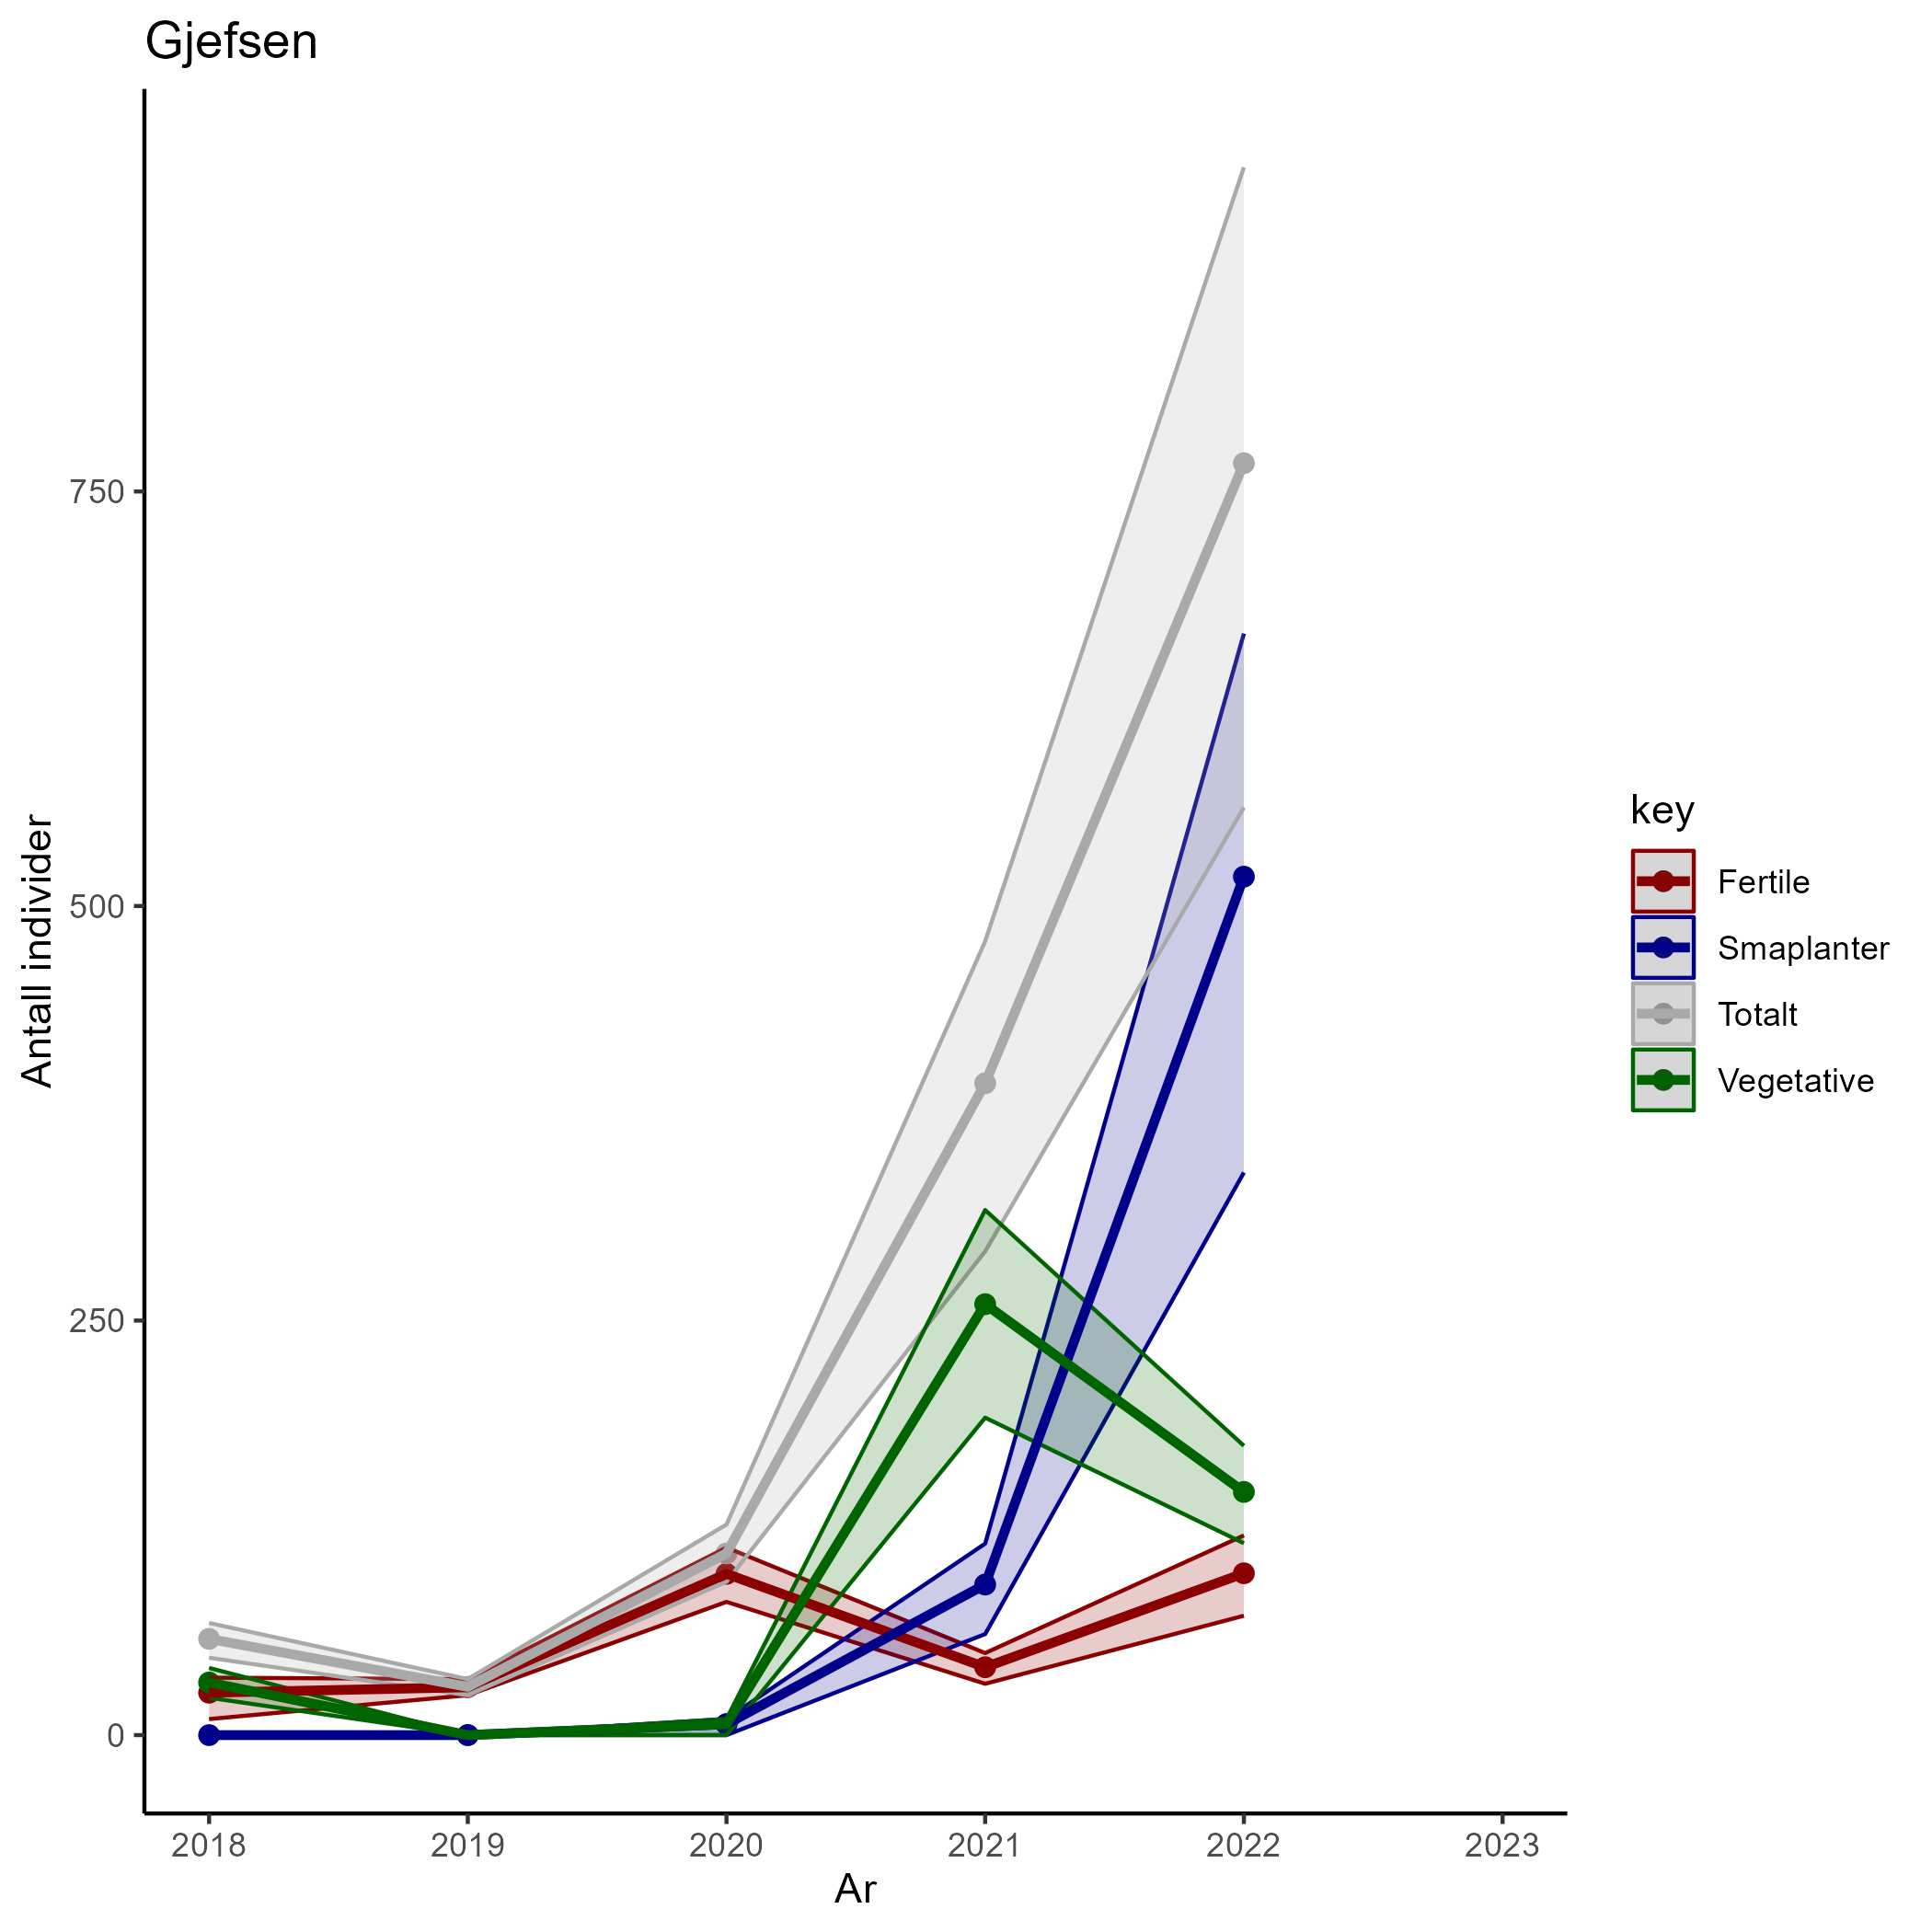 Gjefsen
Antall individer
750
500
250
0
2018 2019 2020 2021 2022 2023
Ar
key
Fertile
Smaplanter
Totalt
Vegetative